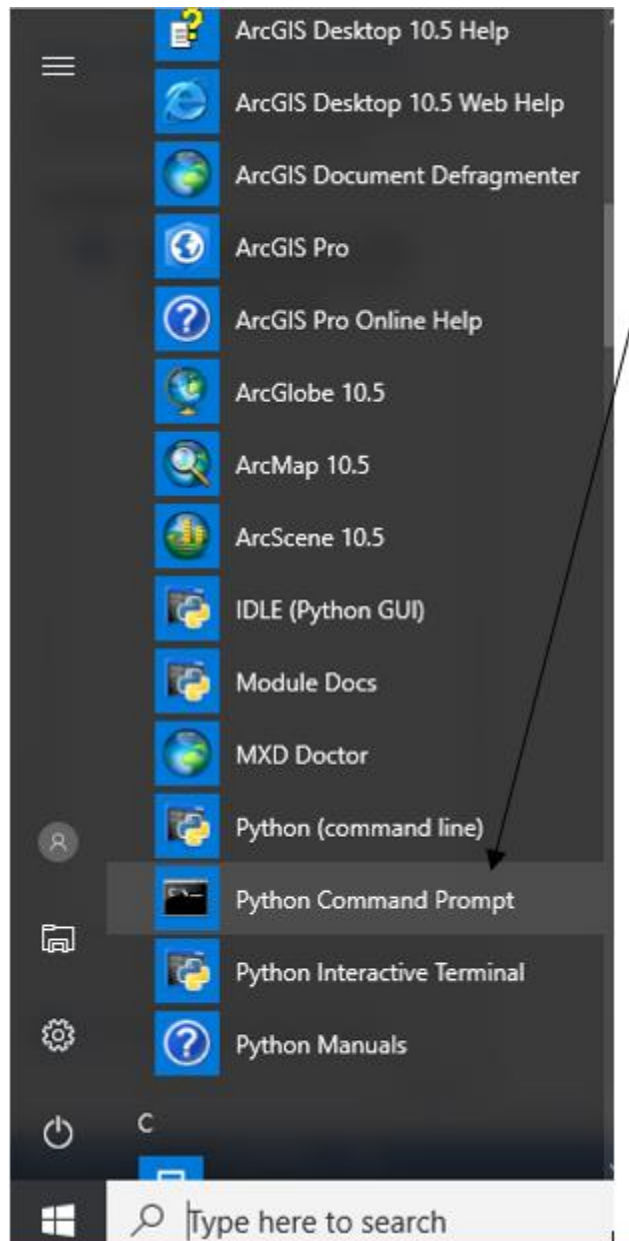 ArcGIS Desktop 10.5 Help
ArcGIS Desktop 10.5 Web Help
ArcGIS Document Defragmenter
ArcGIS Pro
ArcGIS Pro Online Help
ArcGlobe 10.5
ArcMap 10.5
ArcScene 10.5
IDLE (Python GUI)
Module Docs
MXD Doctor
Python (command line)
Python Command Prompt
Python Interactive Terminal
Python Manuals
C
Type here to search